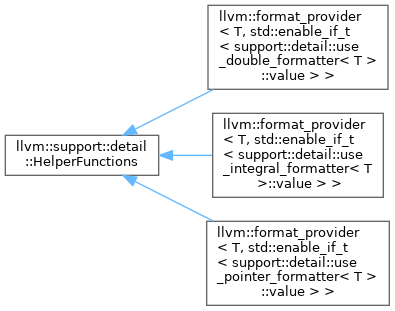 llvm::format_provider
< T, std::enable_if_t
< support::detail::use
_double_formatter< T >
::value > >
llvm::support::detail
::HelperFunctions
llvm::format_provider
< T, std::enable_if_t
< support::detail::use
_integral_formatter< T
>::value > >
llvm::format_provider
< T, std::enable_if_t
< support::detail::use
_pointer_formatter< T >
::value > >